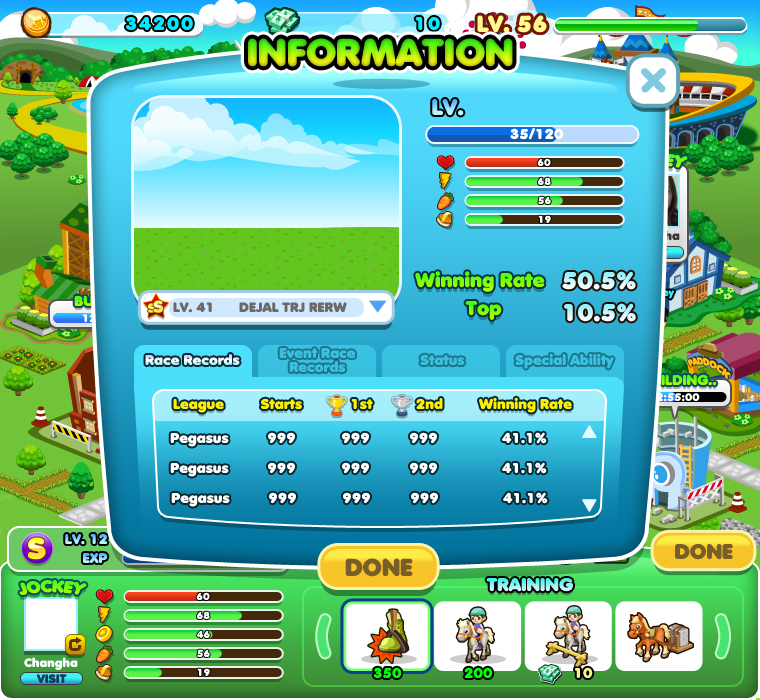 34200
10
LV. 56
INFORMATION
LV.
35/120
60
68
56
19
Winning Rate 50.5%
Top 10.5%
SS LV. 41 DEJAL TRJ RERW
Race Records
Event Race Records
Status
Special Ability
League Starts 1st 2nd Winning Rate
Pegasus 999 999 999 41.1%
Pegasus 999 999 999 41.1%
Pegasus 999 999 999 41.1%
PADDOCK
ILDING..
:55:00
S LV. 12
EXP
DONE
DONE
JOCKEY
Changha
VISIT
60
68
46
56
19
TRAINING
350
200
10